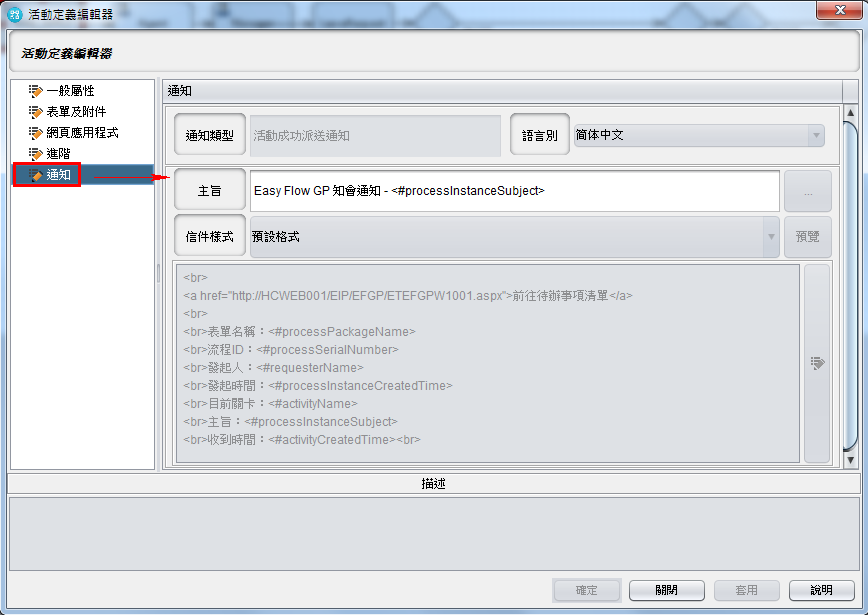 活動定義編輯器
活動定義編輯器
一般屬性
表單及附件
網頁應用程式
進階
通知
通知
通知類型 活動成功派送通知 語言別 简体中文
主旨 Easy Flow GP 知會通知 - <#processInstanceSubject> ...
信件樣式 預設格式 預覽
<br>
<a href="http://HCWEB001/EIP/EFGP/ETEFGPW1001.aspx">前往待辦事項清單</a>
<br>
<br>表單名稱：<#processPackageName>
<br>流程ID：<#processSerialNumber>
<br>發起人：<#requesterName>
<br>發起時間：<#processInstanceCreatedTime>
<br>目前關卡：<#activityName>
<br>主旨：<#processInstanceSubject>
<br>收到時間：<#activityCreatedTime><br>
描述
確定 關閉 套用 說明